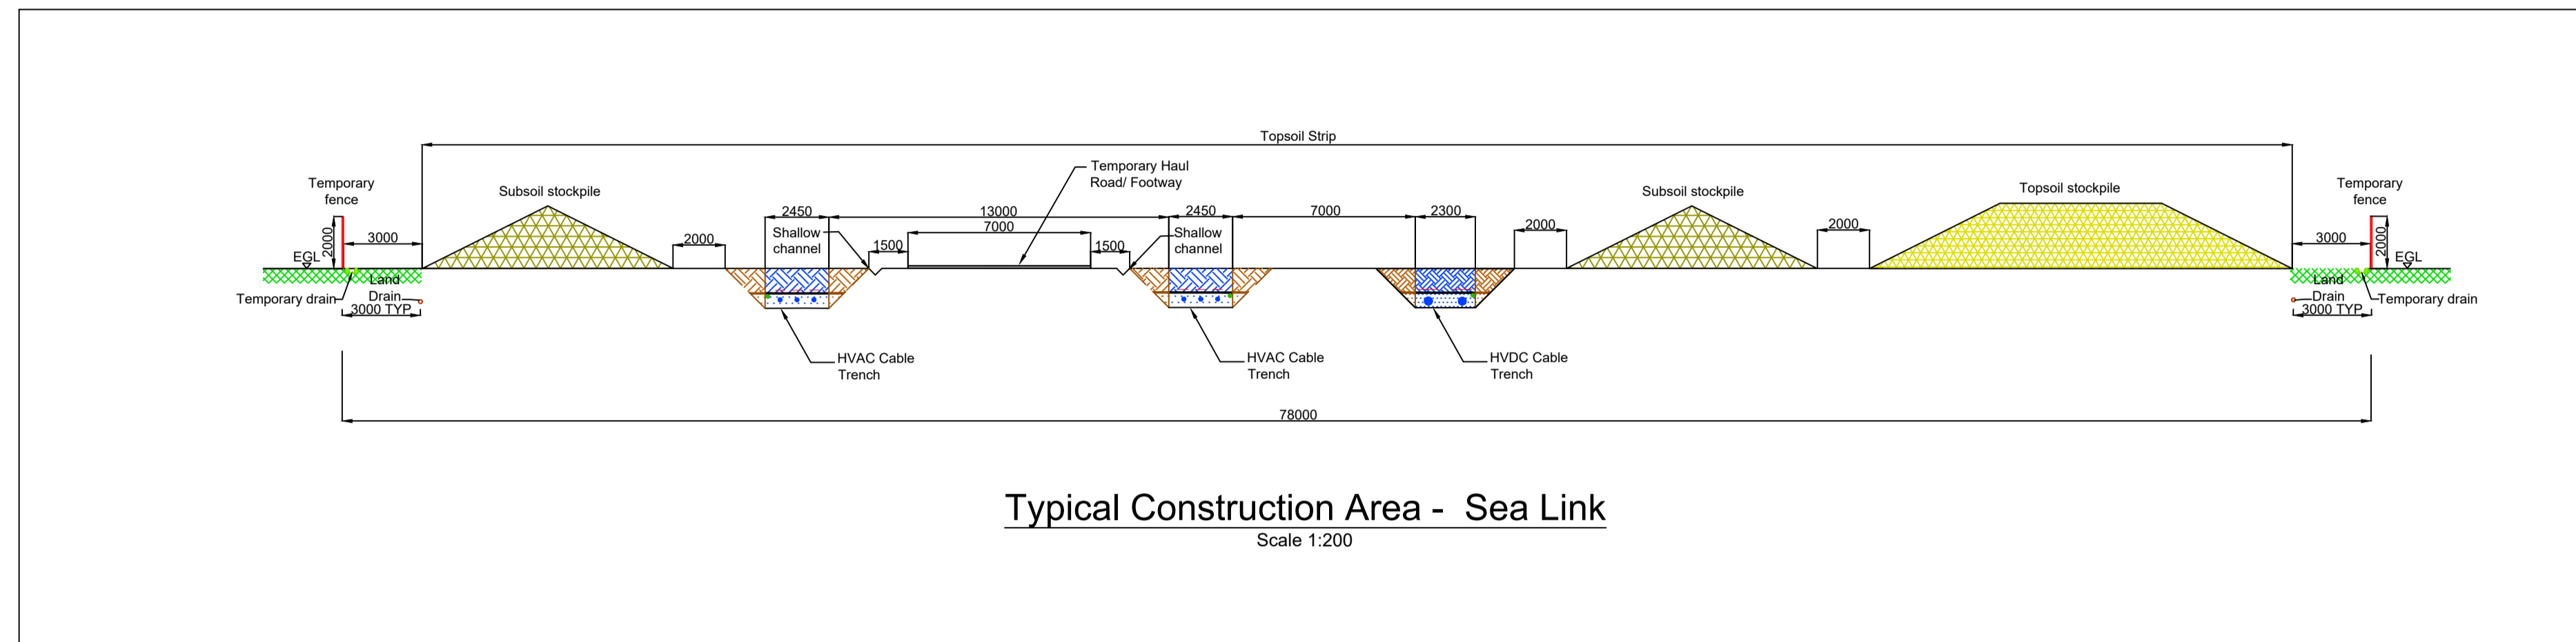 Topsoil Strip
Temporary
fence
Subsoil stockpile
Temporary Haul
Road/ Footway
Subsoil stockpile
Topsoil stockpile
Temporary
fence
2450
13000
2450
7000
2300
2000
3000
2000
Shallow
channel
1500
7000
1500
Shallow
channel
2000
2000
3000
2000
EGL
EGL
Temporary drain
Land
Drain
3000 TYP
Land
Drain
3000 TYP
Temporary drain
HVAC Cable
Trench
HVAC Cable
Trench
HVDC Cable
Trench
78000
Typical Construction Area - Sea Link
Scale 1:200